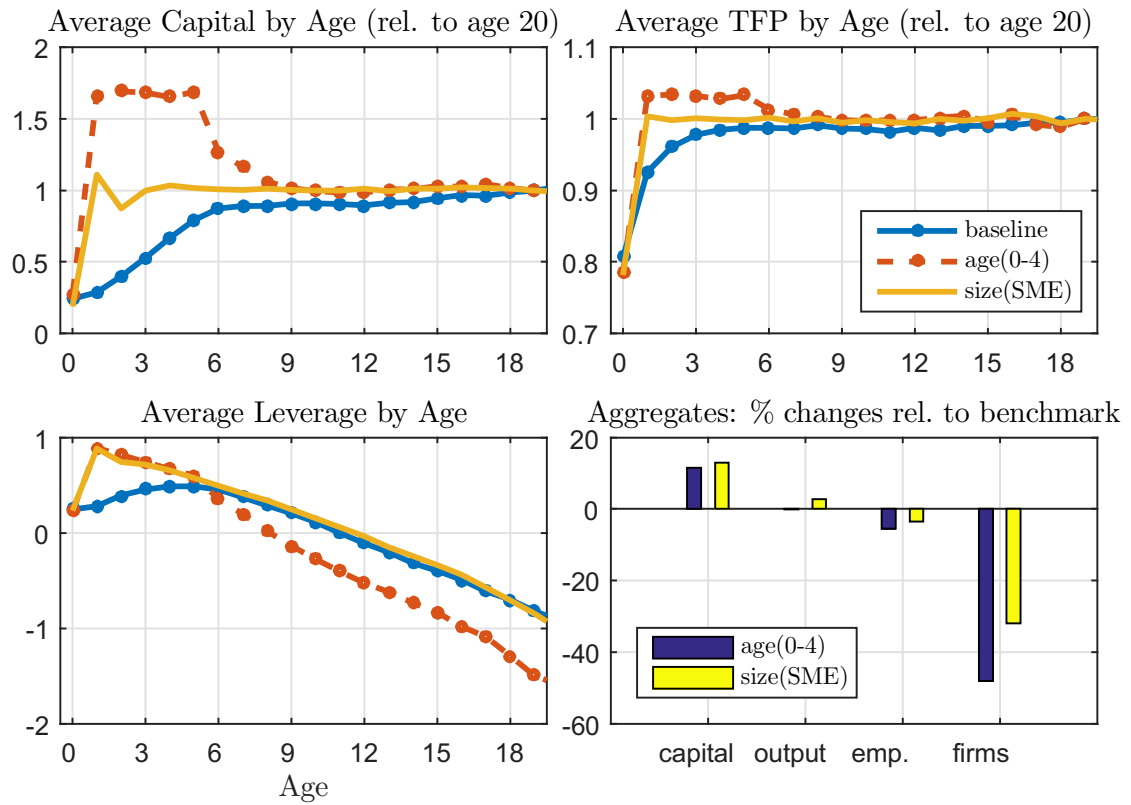 Average Capital by Age (rel. to age 20)
2
1.5
1
0.5
0
0 3 6 9 12 15 18
Average TFP by Age (rel. to age 20)
1.1
1
0.9
0.8
0.7
baseline
age(0-4)
size(SME)
0 3 6 9 12 15 18
Average Leverage by Age
1
0
-1
-2
0 3 6 9 12 15 18
Age
Aggregates: % changes rel. to benchmark
20
0
-20
-40
-60
age(0-4)
size(SME)
capital output emp. firms